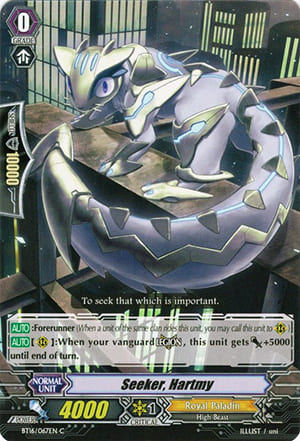 0
GRADE
10000
To seek that which is important.
AUTO :Forerunner (When a unit of the same clan rides this unit, you may call this unit to )
AUTO [ ]:When your vanguard LEGION, this unit gets +5000
until end of turn.
NORMAL UNIT
Seeker, Hartmy
POWER 4000
1 CRITICAL
Royal Paladin
High Beast
BT16/067EN C
ILLUST / uni